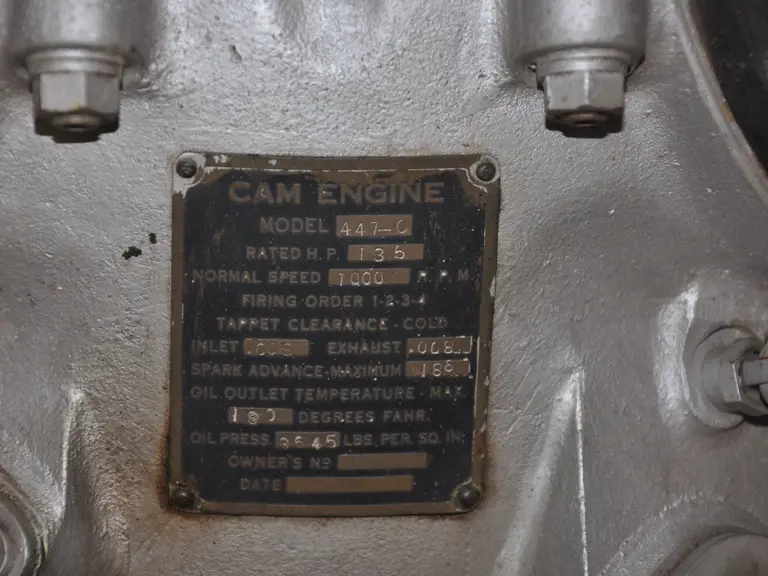 CAM ENGINE
MODEL 447-C
RATED H.P. 135
NORMAL SPEED 1000 R.P.M.
FIRING ORDER 1-2-3-4
TAPPET CLEARANCE - COLD
INLET EXHAUST .008
SPARK ADVANCE-MAXIMUM
OIL OUTLET TEMPERATURE - MAX.
180 DEGREES FAHR.
OIL PRESS. LBS. PER. SQ. IN.
OWNER'S Nº
DATE